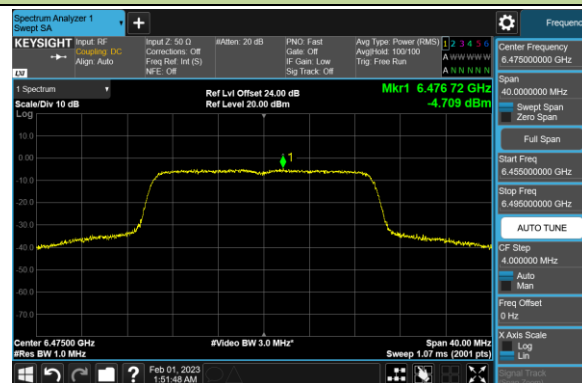 Spectrum Analyzer 1
Swept SA
+
Frequen
KEYSIGHT
Input: RF
Coupling: DC
Align: Auto
Input Z: 50 Ω
Corrections: Off
Freq Ref: Int (S)
NFE: Off
#Atten: 20 dB
PNO: Fast
Gate: Off
IF Gain: Low
Sig Track: Off
Avg Type: Power (RMS)
Avg|Hold: 100/100
Trig: Free Run
1 2 3 4 5 6
A W W W W W
A N N N N N
LXI
1 Spectrum
Scale/Div 10 dB
Log
Ref Lvl Offset 24.00 dB
Ref Level 20.00 dBm
Mkr1 6.476 72 GHz
-4.709 dBm
10.0
0.00
-10.0
-20.0
-30.0
-40.0
-50.0
-60.0
-70.0
1
Center 6.47500 GHz
#Res BW 1.0 MHz
#Video BW 3.0 MHz*
Span 40.00 MHz
Sweep 1.07 ms (2001 pts)
Center Frequency
6.475000000 GHz
Span
40.0000000 MHz
Swept Span
Zero Span
Full Span
Start Freq
6.455000000 GHz
Stop Freq
6.495000000 GHz
AUTO TUNE
CF Step
4.000000 MHz
Auto
Man
Freq Offset
0 Hz
X Axis Scale
Log
Lin
Signal Track
Feb 01, 2023
1:51:48 AM
?